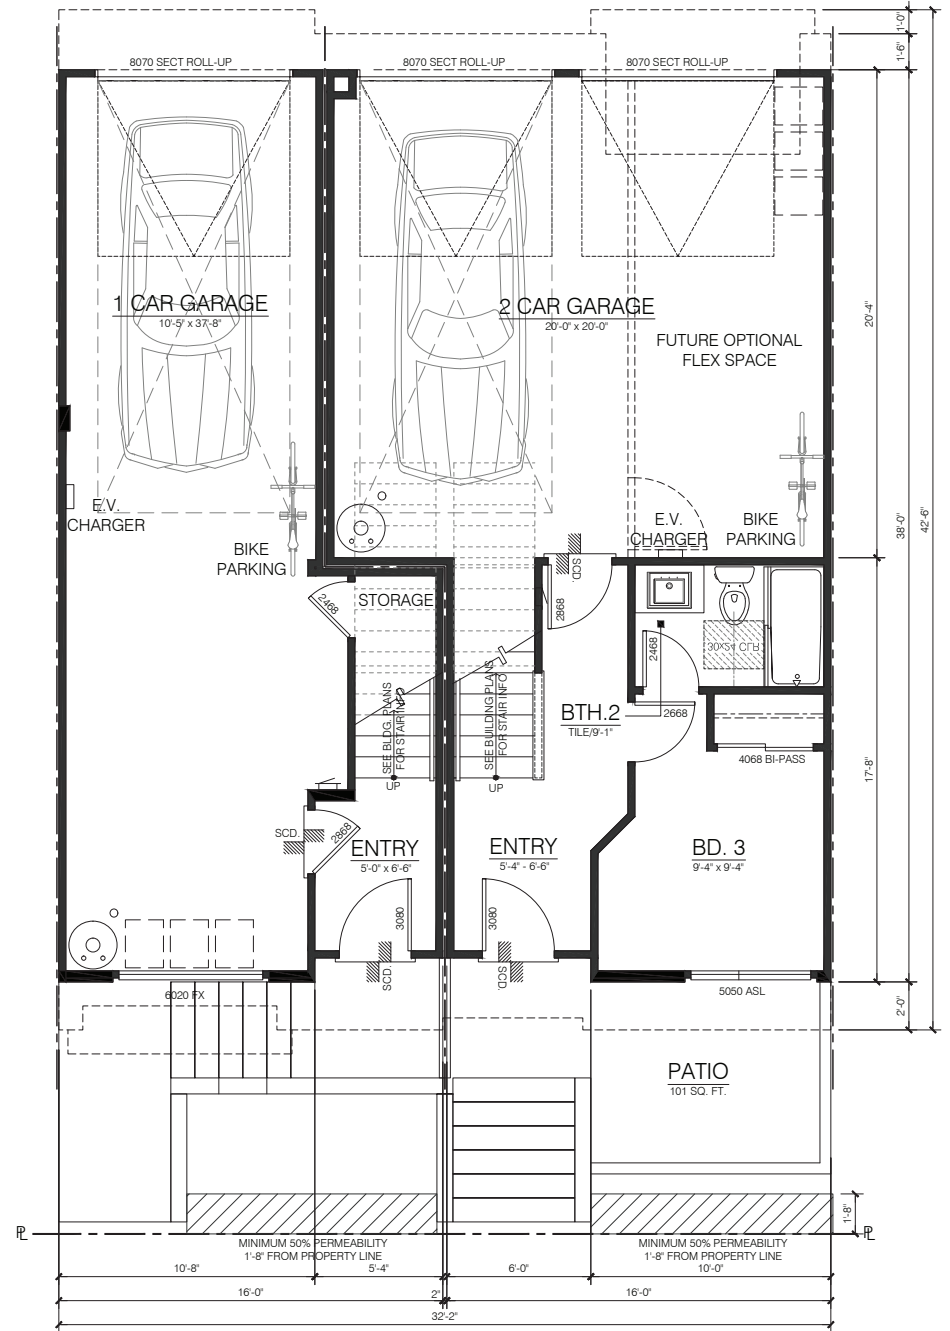 1'-0"
1'-6"
8070 SECT ROLL-UP
8070 SECT ROLL-UP
8070 SECT ROLL-UP
1 CAR GARAGE
10'-5" x 37'-8"
2 CAR GARAGE
20'-0" x 20'-0"
20'-4"
FUTURE OPTIONAL
FLEX SPACE
E.V.
CHARGER
BIKE
PARKING
E.V.
CHARGER
BIKE
PARKING
38'-0"
42'-6"
SCD.
2868
2468
STORAGE
2468
30X54 CLR
2668
SEE BLDG. PLANS
FOR STAIR INFO
SEE BUILDING PLANS
FOR STAIR INFO
BTH.2
TILE/9'-1"
4068 BI-PASS
17'-8"
UP
UP
SCD.
2868
ENTRY
5'-0" x 6'-6"
ENTRY
5'-4" - 6'-6"
BD. 3
9'-4" x 9'-4"
3080
3080
SCD.
SCD.
6020 FX
5050 ASL
2'-0"
PATIO
101 SQ. FT.
1'-8"
PL
PL
MINIMUM 50% PERMEABILITY
1'-8" FROM PROPERTY LINE
MINIMUM 50% PERMEABILITY
1'-8" FROM PROPERTY LINE
10'-8"
5'-4"
6'-0"
10'-0"
16'-0"
2"
16'-0"
32'-2"